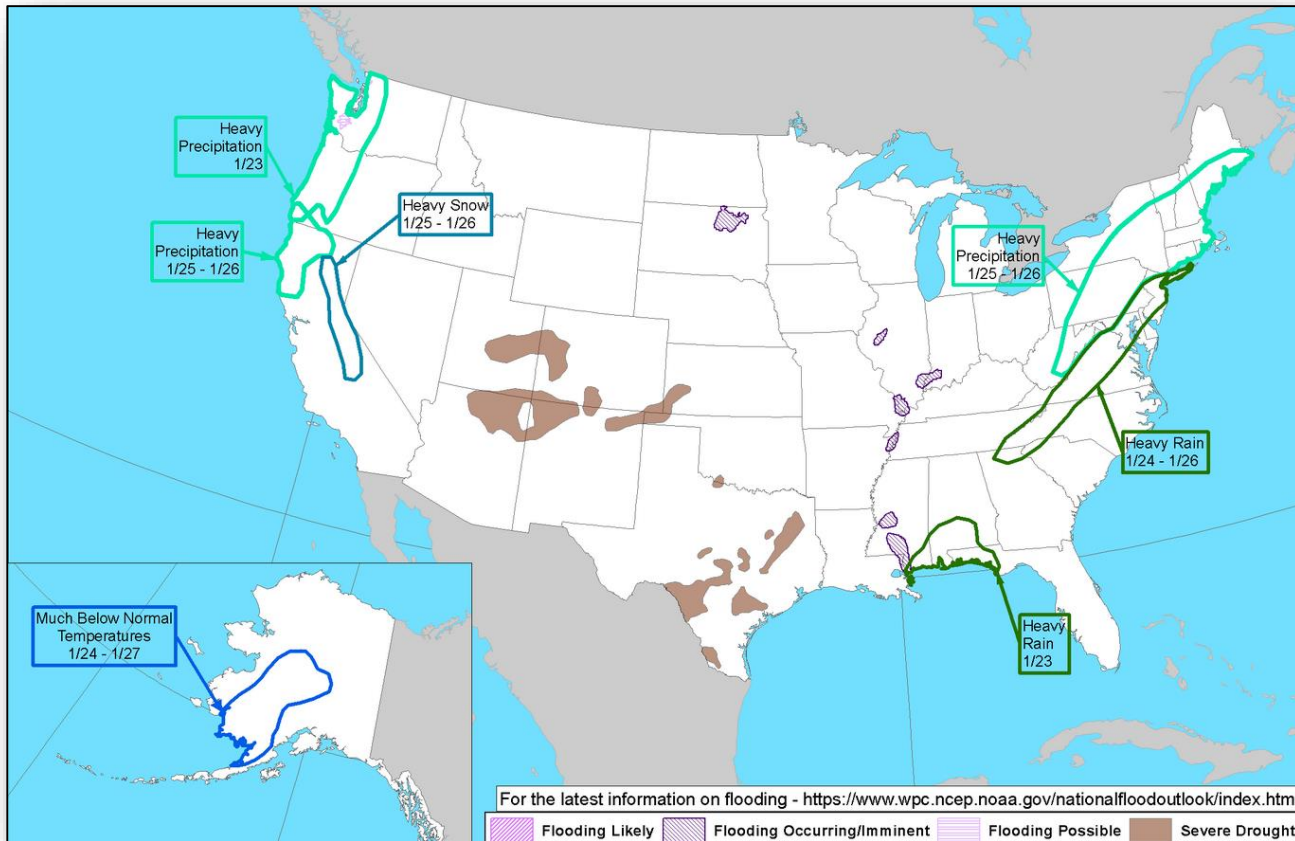 Heavy
Precipitation
1/23
Heavy Snow
1/25 - 1/26
Heavy
Precipitation
1/25 - 1/26
Heavy
Precipitation
1/25 - 1/26
Heavy Rain
1/24 - 1/26
Heavy
Rain
1/23
Much Below Normal
Temperatures
1/24 - 1/27
For the latest information on flooding - https://www.wpc.ncep.noaa.gov/nationalfloodoutlook/index.htm
Flooding Likely Flooding Occurring/Imminent Flooding Possible Severe Drought